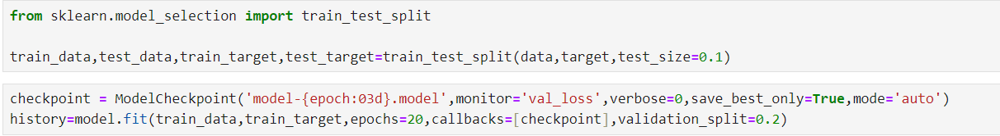 from sklearn.model_selection import train_test_split
train_data,test_data,train_target,test_target=train_test_split(data,target,test_size=0.1)
checkpoint = ModelCheckpoint('model-{epoch:03d}.model',monitor='val_loss',verbose=0,save_best_only=True,mode='auto')
history=model.fit(train_data,train_target,epochs=20,callbacks=[checkpoint],validation_split=0.2)